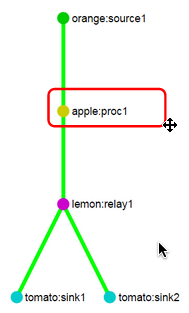 orange:source1
apple:proc1
lemon:relay1
tomato:sink1
tomato:sink2